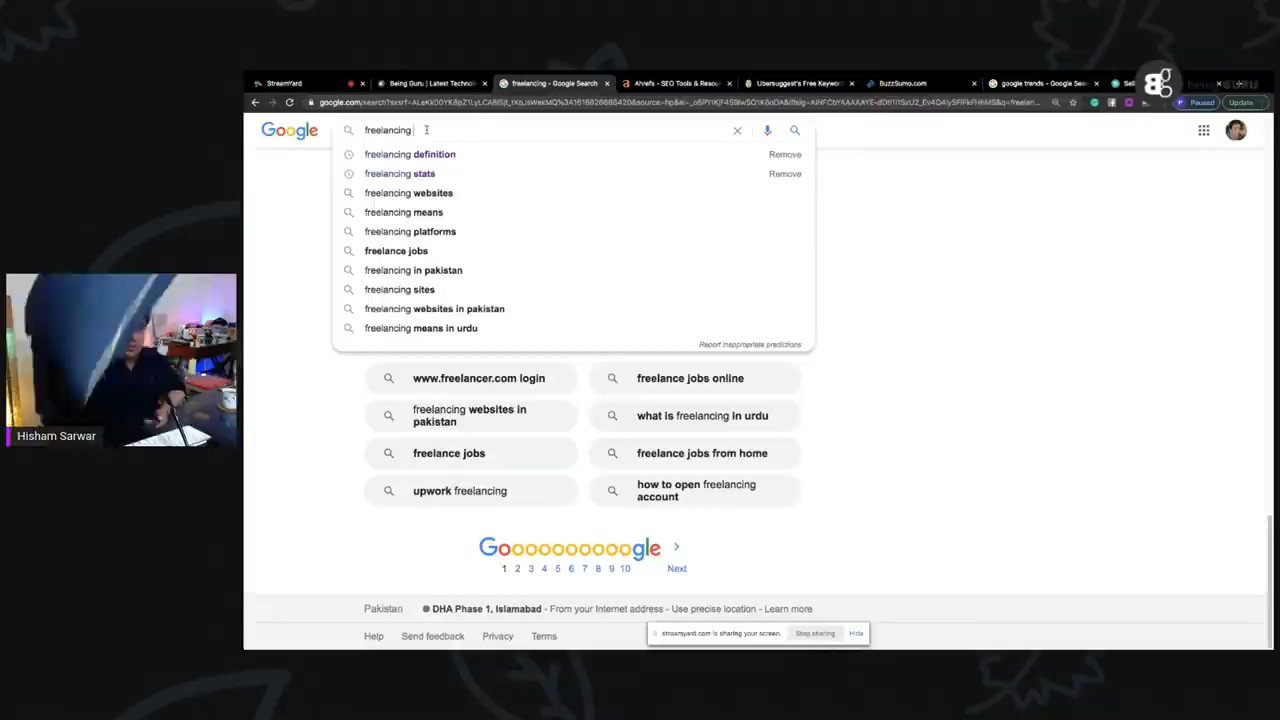 StreamYard
Being Guru | Latest Technol
freelancing - Google Search
Ahrefs - SEO Tools & Resou
Ubersuggest's Free Keywor
BuzzSumo.com
google trends - Google Sea
Sell
Paused
Update
Google
freelancing
freelancing definition
Remove
freelancing stats
Remove
freelancing websites
freelancing means
freelancing platforms
freelance jobs
freelancing in pakistan
freelancing sites
freelancing websites in pakistan
freelancing means in urdu
Report inappropriate predictions
www.freelancer.com login
freelance jobs online
freelancing websites in
pakistan
what is freelancing in urdu
freelance jobs
freelance jobs from home
upwork freelancing
how to open freelancing
account
Goooooooooogle
1 2 3 4 5 6 7 8 9 10 Next
Pakistan
DHA Phase 1, Islamabad - From your Internet address - Use precise location - Learn more
Help Send feedback Privacy Terms
streamyard.com is sharing your screen.
Stop sharing
Hide
Hisham Sarwar